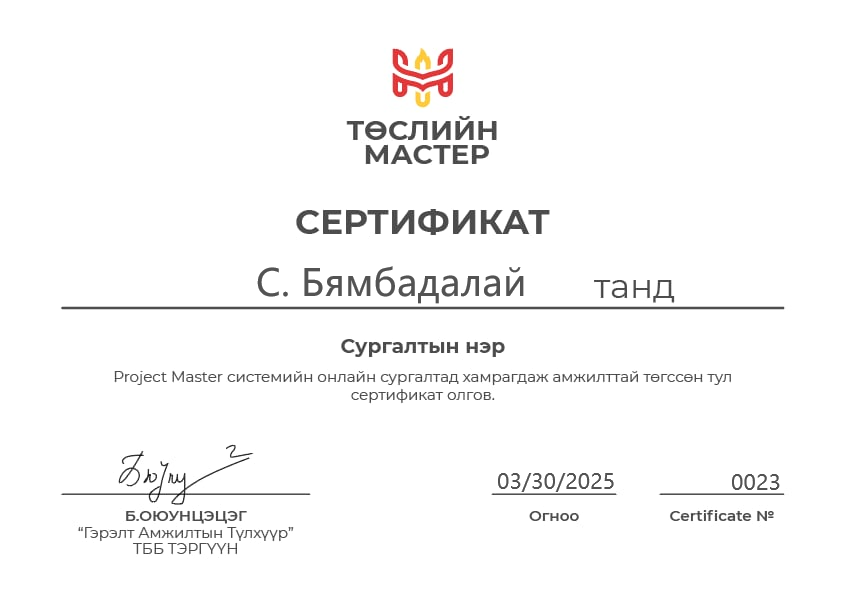 ТӨСЛИЙН
МАСТЕР
СЕРТИФИКАТ
С. Бямбадалай танд
Сургалтын нэр
Project Master системийн онлайн сургалтад хамрагдаж амжилттай төгссөн тул
сертификат олгов.
03/30/2025
0023
Б.ОЮУНЦЭЦЭГ
“Гэрэлт Амжилтын Түлхүүр”
ТББ ТЭРГҮҮН
Огноо
Certificate №